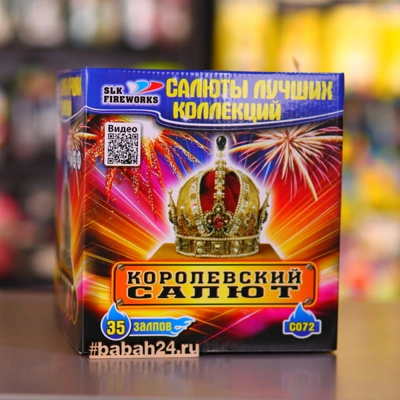 SLK
FIREWORKS
САЛЮТЫ ЛУЧШИХ
КОЛЛЕКЦИЙ
Видео
КОРОЛЕВСКИЙ
САЛЮТ
35 ЗАЛПОВ
С072
#babah24.ru